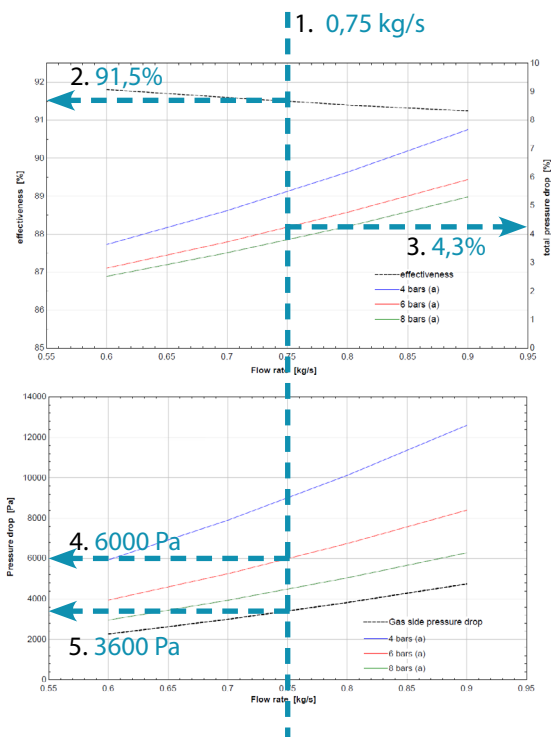 1. 0,75 kg/s
2. 91,5%
92
91
90
89
88
87
86
85
effectiveness [%]
10
9
8
7
6
5
4
3
2
1
0
total pressure drop [%]
3. 4,3%
effectiveness
4 bars (a)
6 bars (a)
8 bars (a)
0.55 0.6 0.65 0.7 0.75 0.8 0.85 0.9 0.95
Flow rate [kg/s]
14000
12000
10000
8000
6000
4000
2000
0
Pressure drop [Pa]
4. 6000 Pa
5. 3600 Pa
Gas side pressure drop
4 bars (a)
6 bars (a)
8 bars (a)
0.55 0.6 0.65 0.7 0.75 0.8 0.85 0.9 0.95
Flow rate [kg/s]